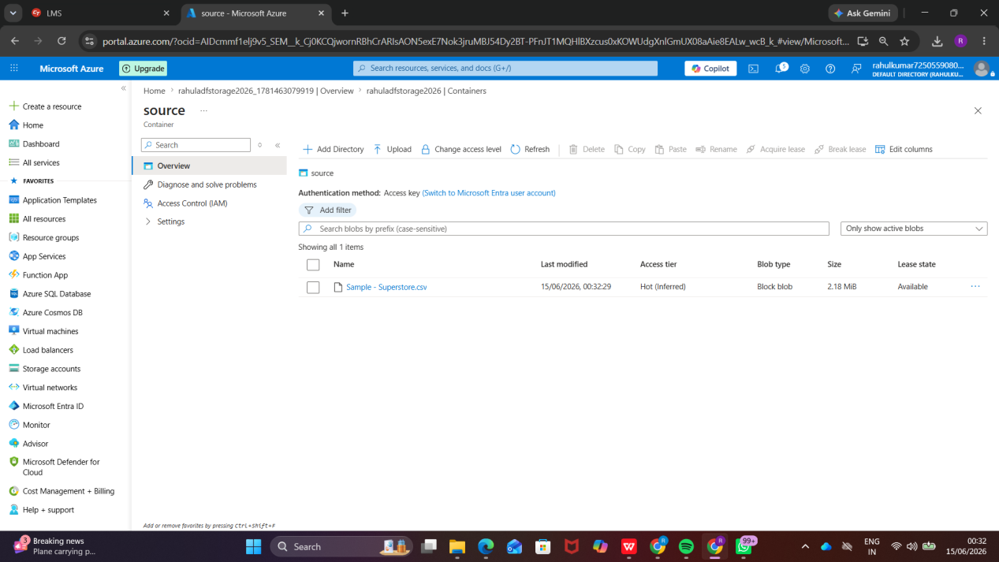 LMS
source - Microsoft Azure
Ask Gemini
portal.azure.com/?ocid=AIDcmmf1elj9v5_SEM__k_Cj0KCQjwornRBhCrARIsAON5exE7Nok3jruMBJ54Dy2BT-PFnJT1MQHlBXzcus0xKOWUdgXnlGmUX08aAie8EALw_wcB_k_#view/Microsoft...
R
Microsoft Azure
Upgrade
Search resources, services, and docs (G+/)
Copilot
5
rahulkumar7250559080...
DEFAULT DIRECTORY (RAHULKU...
Create a resource
Home
Dashboard
All services
FAVORITES
Application Templates
All resources
Resource groups
App Services
Function App
Azure SQL Database
Azure Cosmos DB
Virtual machines
Load balancers
Storage accounts
Virtual networks
Microsoft Entra ID
Monitor
Advisor
Microsoft Defender for
Cloud
Cost Management + Billing
Help + support
Home > rahuladfstorage2026_1781463079919 | Overview > rahuladfstorage2026 | Containers
source ...
Container
Search
Overview
Diagnose and solve problems
Access Control (IAM)
Settings
Add or remove favorites by pressing Ctrl+Shift+F
Add Directory Upload Change access level Refresh Delete Copy Paste Rename Acquire lease Break lease Edit columns
source
Authentication method: Access key (Switch to Microsoft Entra user account)
Add filter
Search blobs by prefix (case-sensitive)
Only show active blobs
Showing all 1 items
Name Last modified Access tier Blob type Size Lease state
Sample - Superstore.csv 15/06/2026, 00:32:29 Hot (Inferred) Block blob 2.18 MiB Available ...
3
Breaking news
Plane carrying p...
Search
R
R
99+
ENG
IN
00:32
15/06/2026